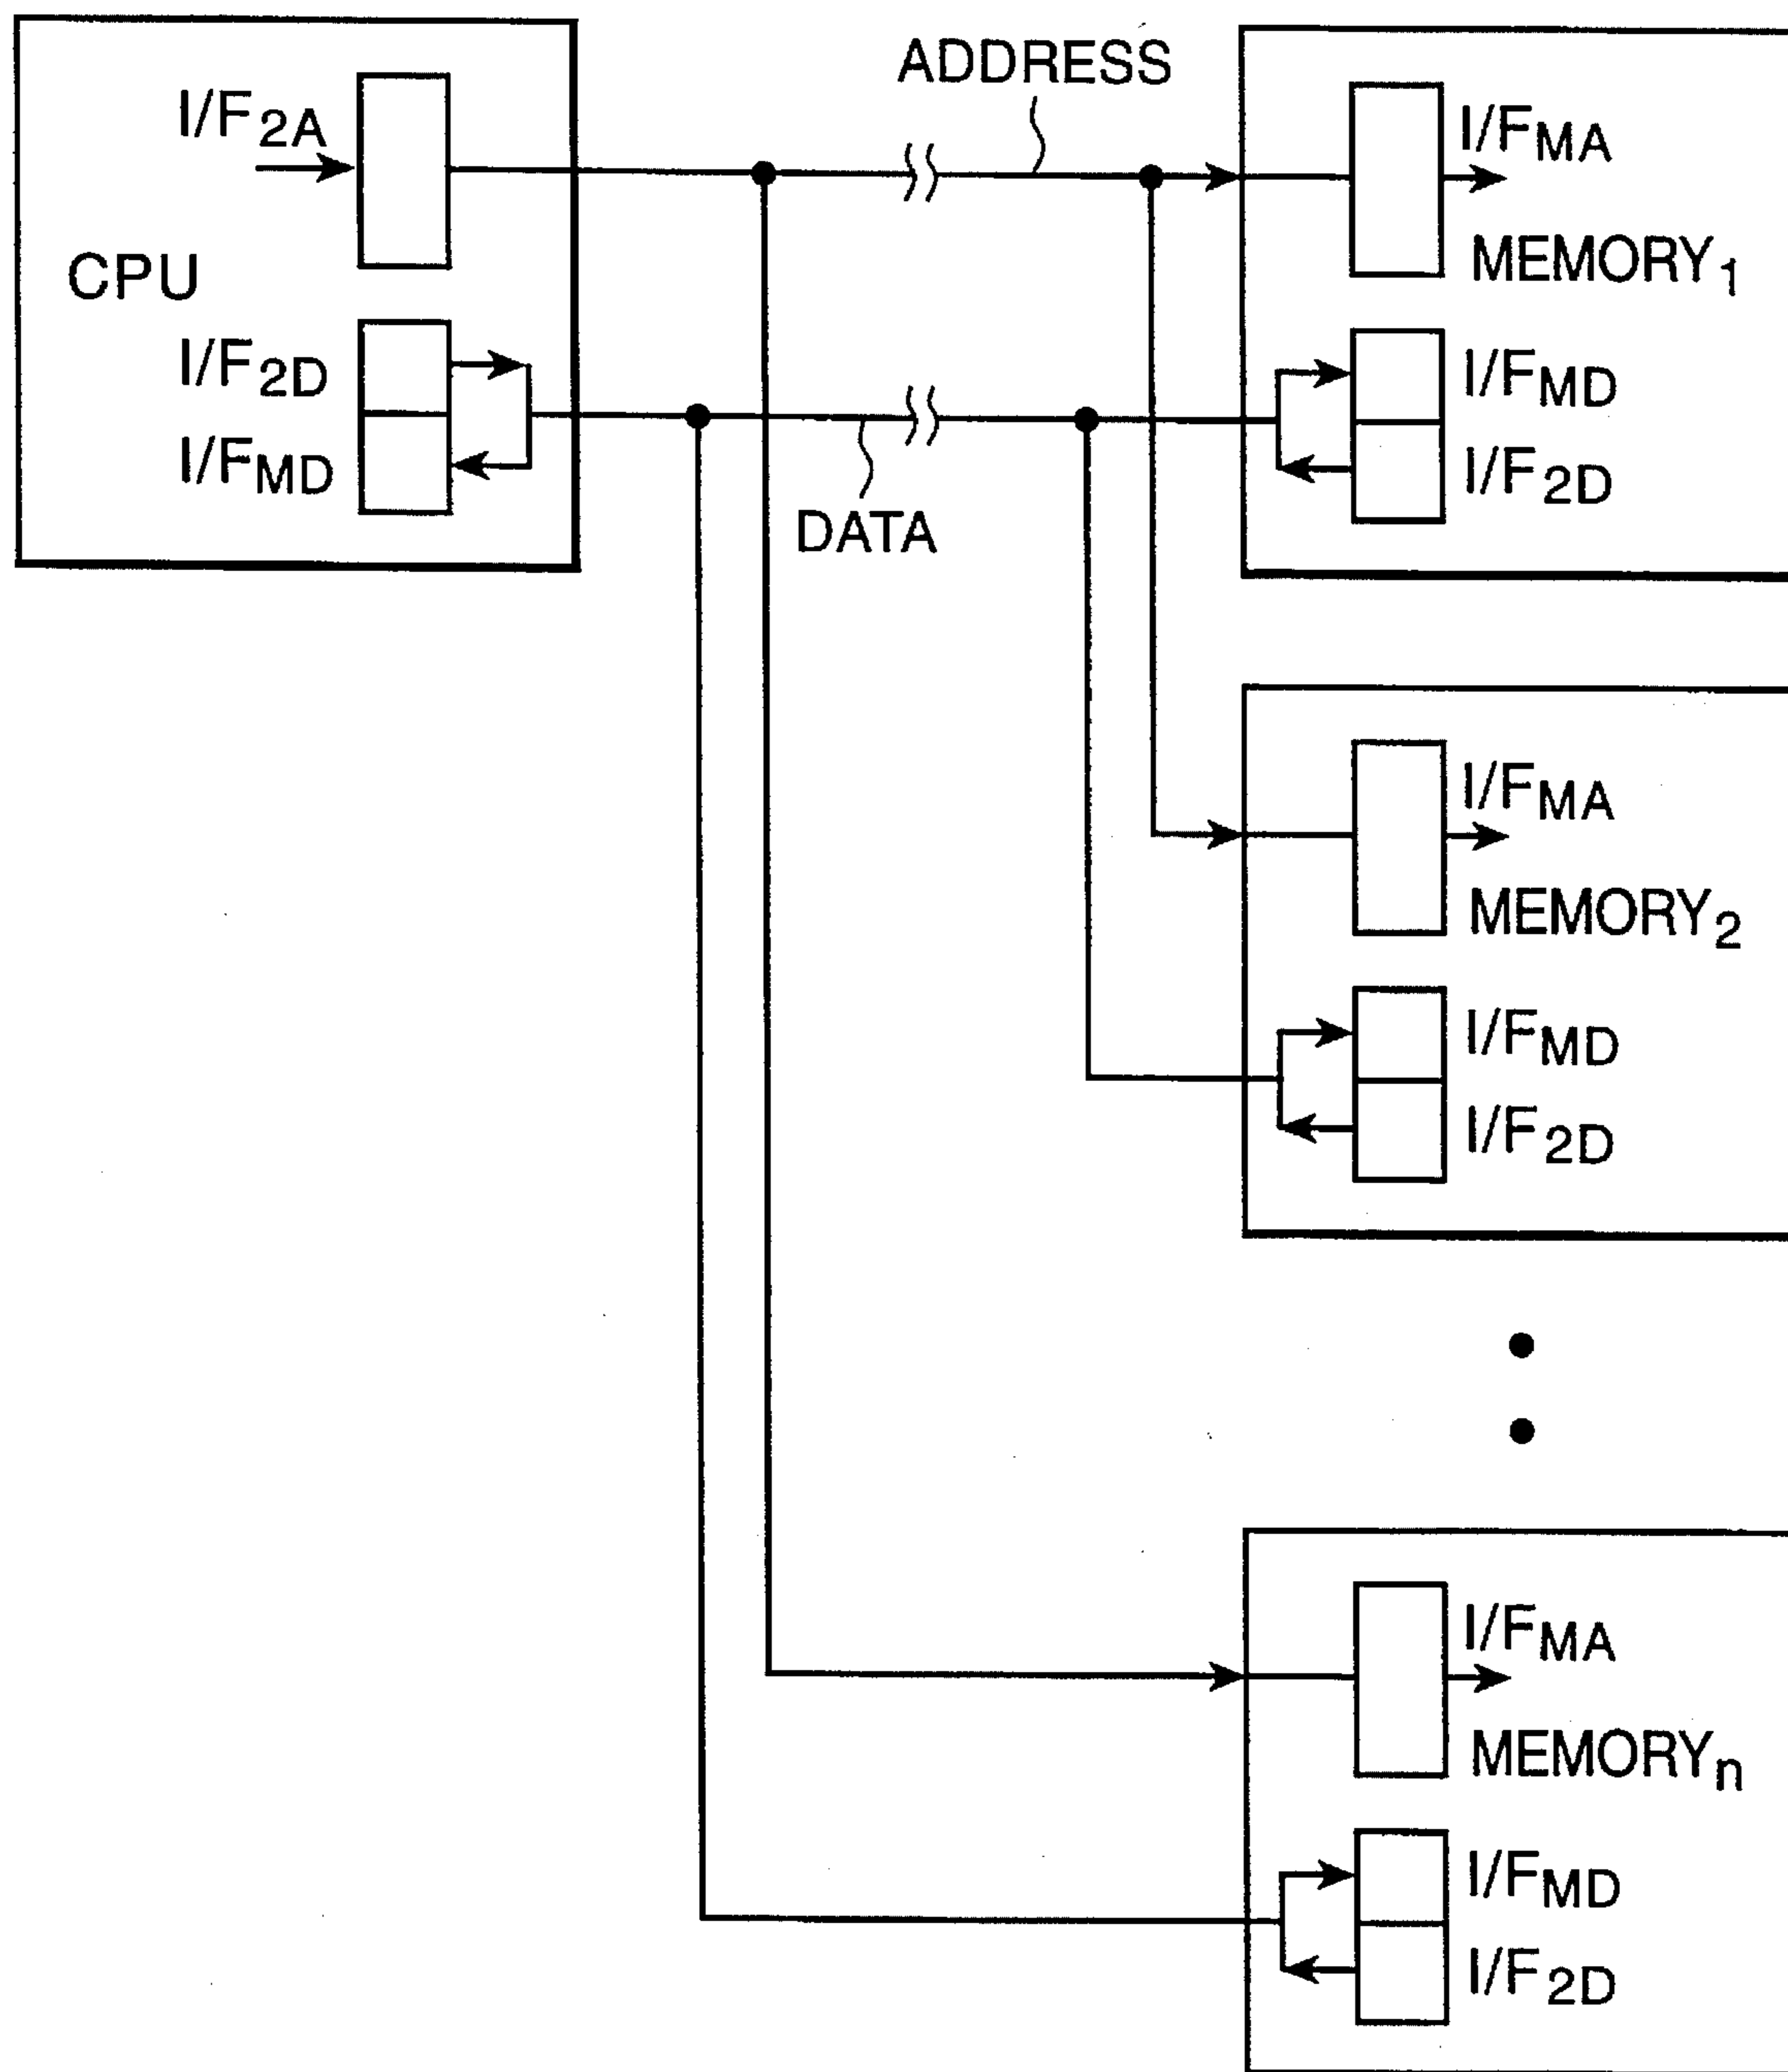 ADDRESS
I/F2A
CPU
I/F2D
I/FMD
DATA
I/FMA
MEMORY1
I/FMD
I/F2D
I/FMA
MEMORY2
I/FMD
I/F2D
I/FMA
MEMORYn
I/FMD
I/F2D